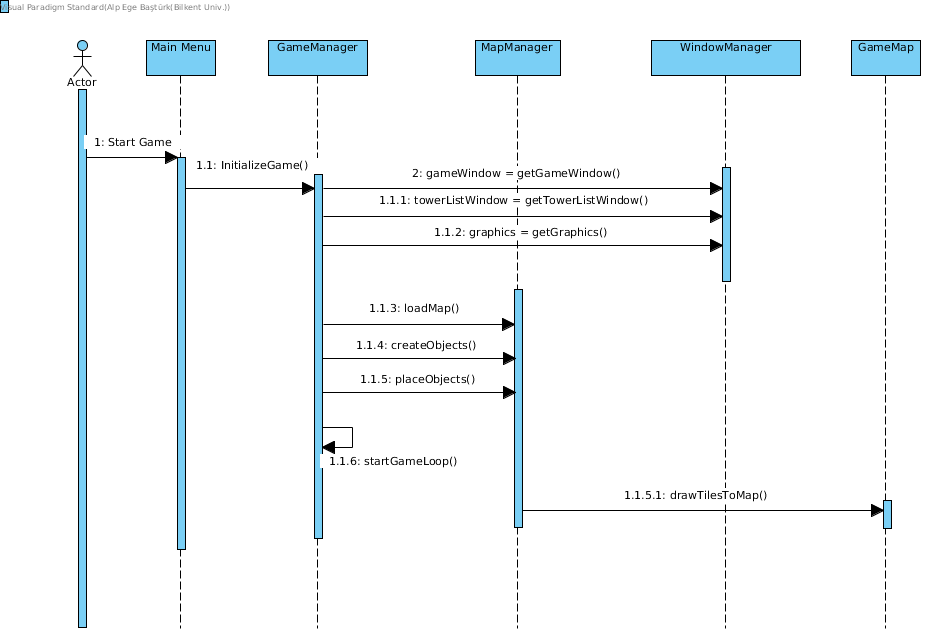 Visual Paradigm Standard(Alp Ege Baştürk(Bilkent Univ.))
Main Menu
GameManager
MapManager
WindowManager
GameMap
Actor
1: Start Game
1.1: InitializeGame()
2: gameWindow = getGameWindow()
1.1.1: towerListWindow = getTowerListWindow()
1.1.2: graphics = getGraphics()
1.1.3: loadMap()
1.1.4: createObjects()
1.1.5: placeObjects()
1.1.6: startGameLoop()
1.1.5.1: drawTilesToMap()